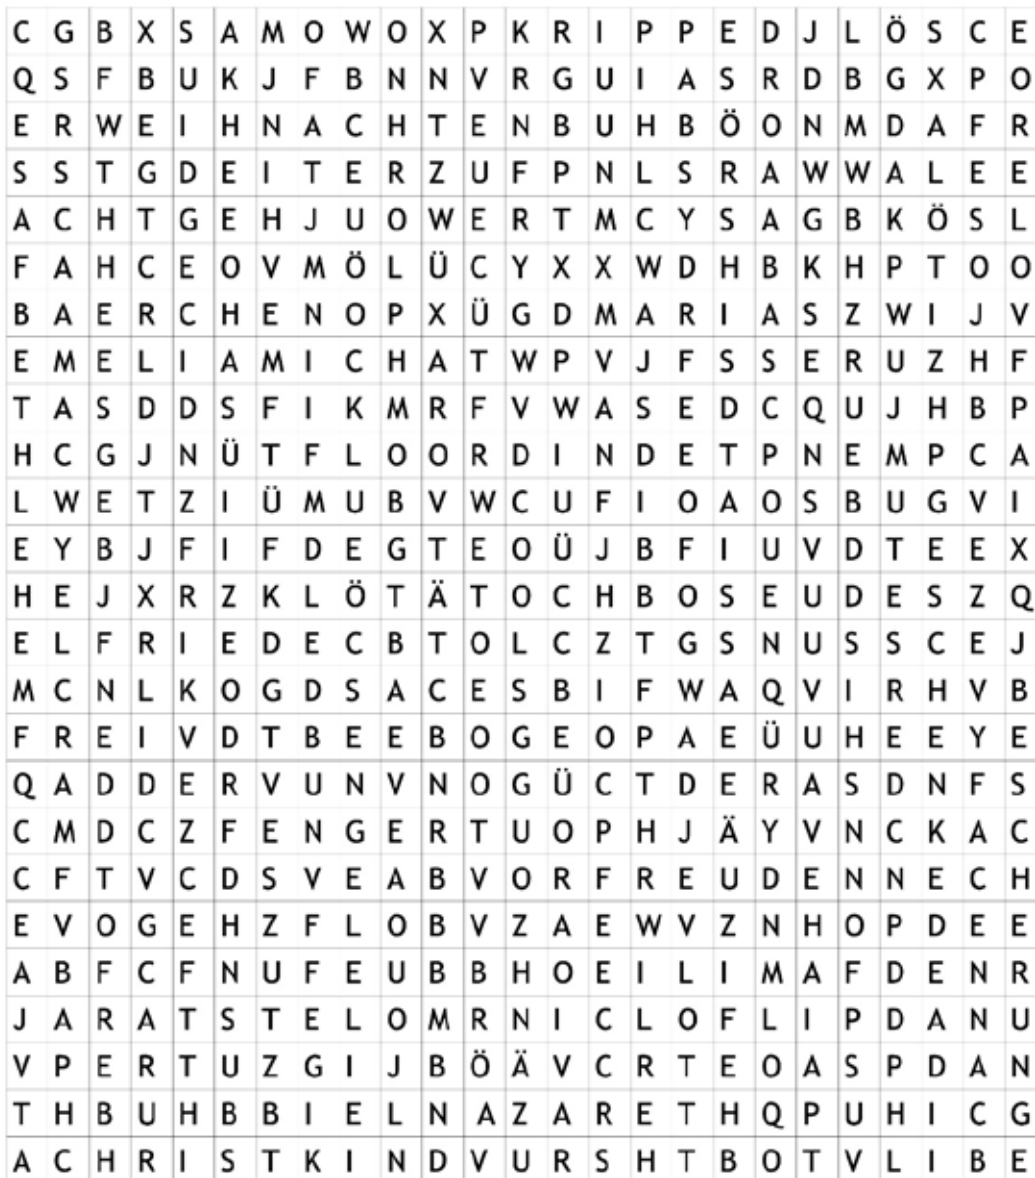 C G B X S A M O W O X P K R I P P E D J L Ö S C E
Q S F B U K J F B N N V R G U I A S R D B G X P O
E R W E I H N A C H T E N B U H B Ö O N M D A F R
S S T G D E I T E R Z U F P N L S R A W W A L E E
A C H T G E H J U O W E R T M C Y S A G B K Ö S L
F A H C E O V M Ö L Ü C Y X X W D H B K H P T O O
B A E R C H E N O P X Ü G D M A R I A S Z W I J V
E M E L I A M I C H A T W P V J F S S E R U Z H F
T A S D D S F I K M R F V W A S E D C Q U J H B P
H C G J N Ü T F L O O R D I N D E T P N E M P C A
L W E T Z I Ü M U B V W C U F I O A O S B U G V I
E Y B J F I F D E G T E O Ü J B F I U V D T E E X
H E J X R Z K L Ö T Ä T O C H B O S E U D E S Z Q
E L F R I E D E C B T O L C Z T G S N U S S C E J
M C N L K O G D S A C E S B I F W A Q V I R H V B
F R E I V D T B E E B O G E O P A E Ü U H E E Y E
Q A D D E R V U N V N O G Ü C T D E R A S D N F S
C M D C Z F E N G E R T U O P H J Ä Y V N C K A C
C F T V C D S V E A B V O R F R E U D E N N E C H
E V O G E H Z F L O B V Z A E W V Z N H O P D E E
A B F C F N U F E U B B H O E I L I M A F D E N R
J A R A T S T E L O M R N I C L O F L I P D A N U
V P E R T U Z G I J B Ö Ä V C R T E O A S P D A N
T H B U H B B I E L N A Z A R E T H Q P U H I C G
A C H R I S T K I N D V U R S H T B O T V L I B E